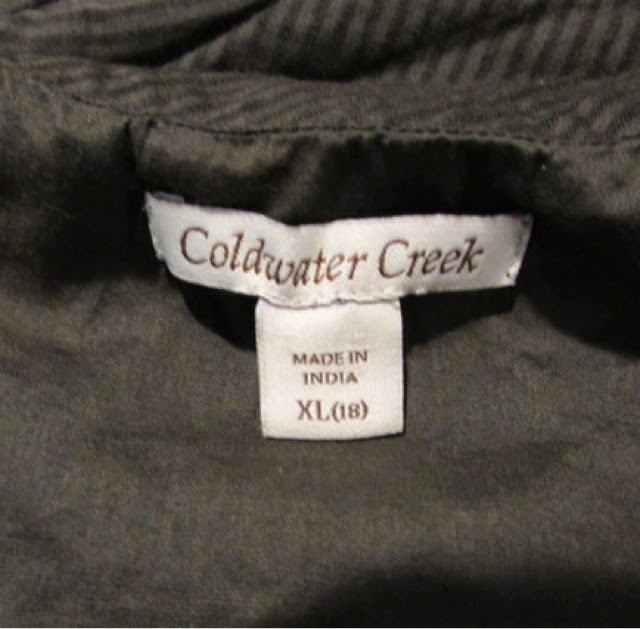 Coldwater Creek
MADE IN
INDIA
XL(18)